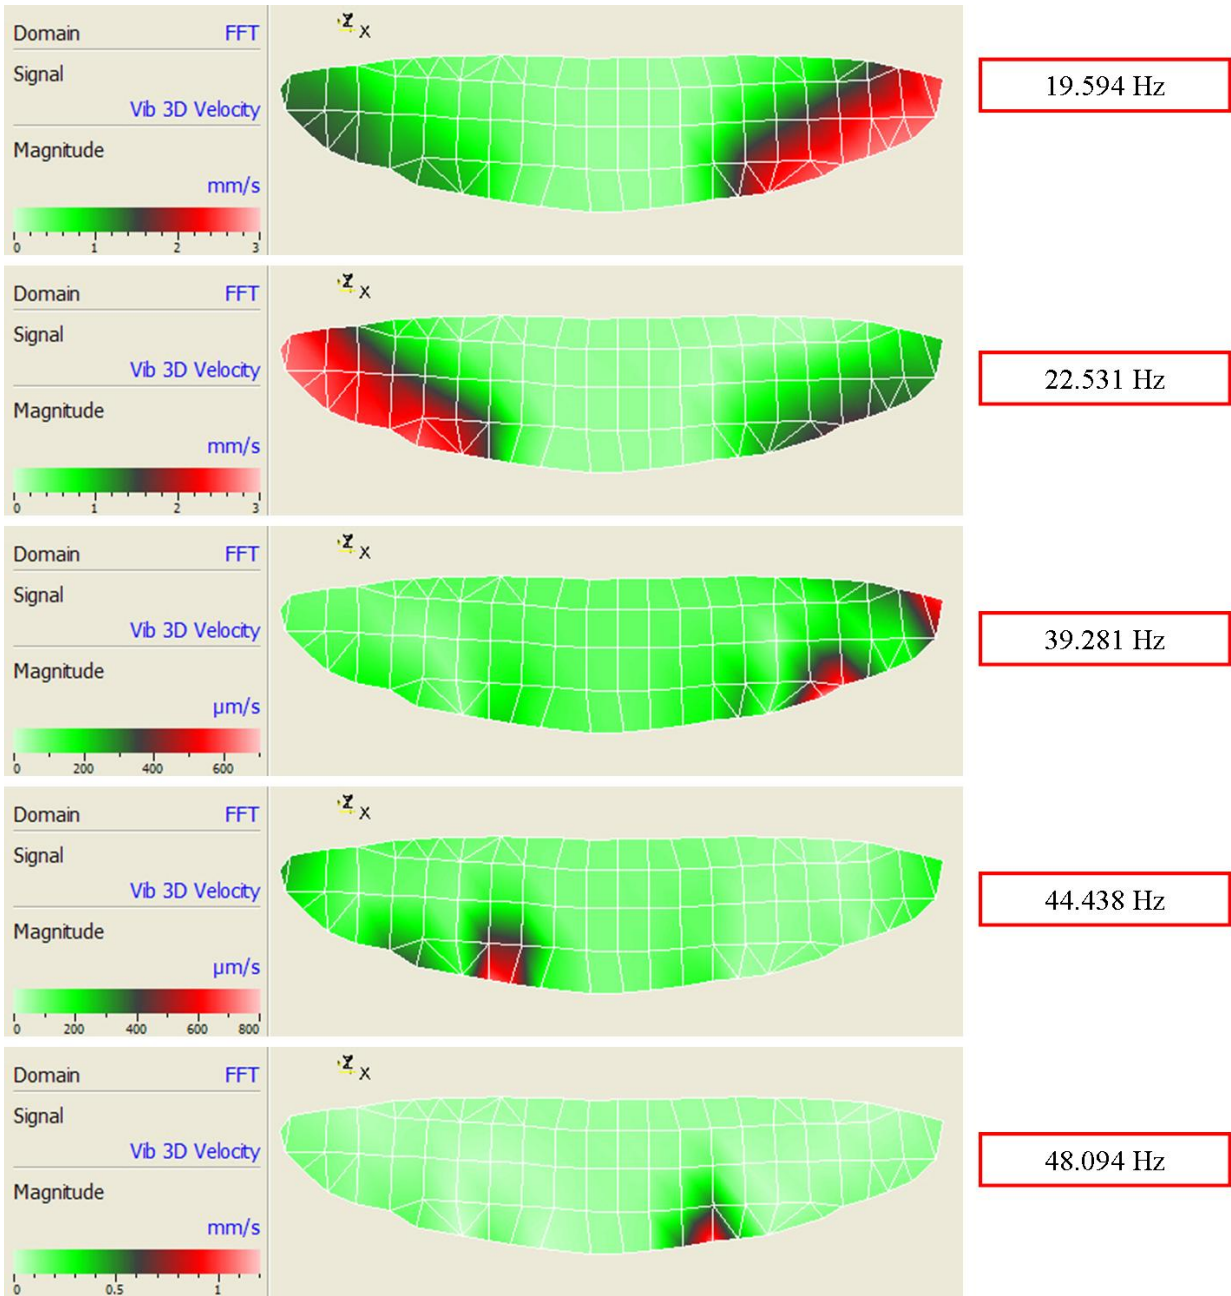 Domain FFT
Signal
Vib 3D Velocity
Magnitude
mm/s
0 1 2 3
Z
X
19.594 Hz
Domain FFT
Signal
Vib 3D Velocity
Magnitude
mm/s
0 1 2 3
Z
X
22.531 Hz
Domain FFT
Signal
Vib 3D Velocity
Magnitude
µm/s
0 200 400 600
Z
X
39.281 Hz
Domain FFT
Signal
Vib 3D Velocity
Magnitude
µm/s
0 200 400 600 800
Z
X
44.438 Hz
Domain FFT
Signal
Vib 3D Velocity
Magnitude
mm/s
0 0.5 1
Z
X
48.094 Hz